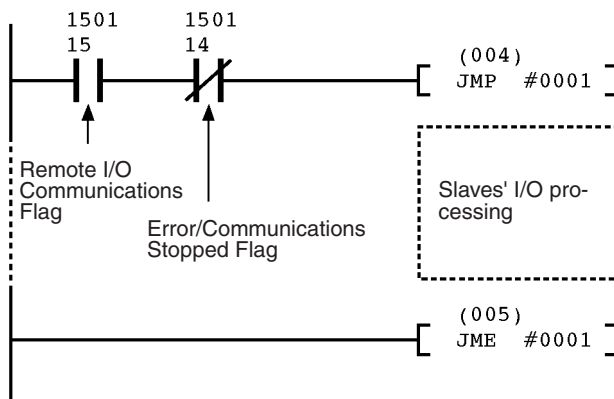 1501 1501
15 14
(004)
JMP #0001
Remote I/O
Communications
Flag
Error/Communications
Stopped Flag
Slaves' I/O pro-
cessing
(005)
JME #0001